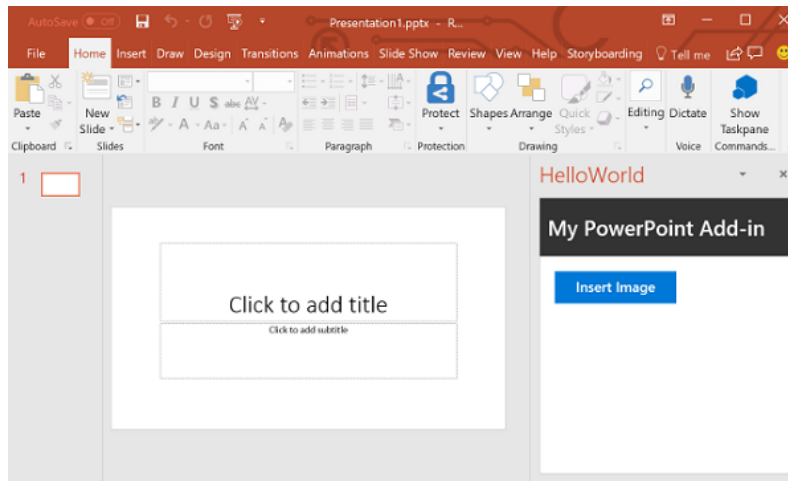 AutoSave Off Presentation1.pptx - R...
File Home Insert Draw Design Transitions Animations Slide Show Review View Help Storyboarding Tell me
Paste
New
Slide
B I U S abc AV
A Aa A A A
Protect
Shapes Arrange Quick
Styles
Editing Dictate Show
Taskpane
Clipboard Slides Font Paragraph Protection Drawing Voice Commands...
1
HelloWorld
My PowerPoint Add-in
Insert Image
Click to add title
Click to add subtitle